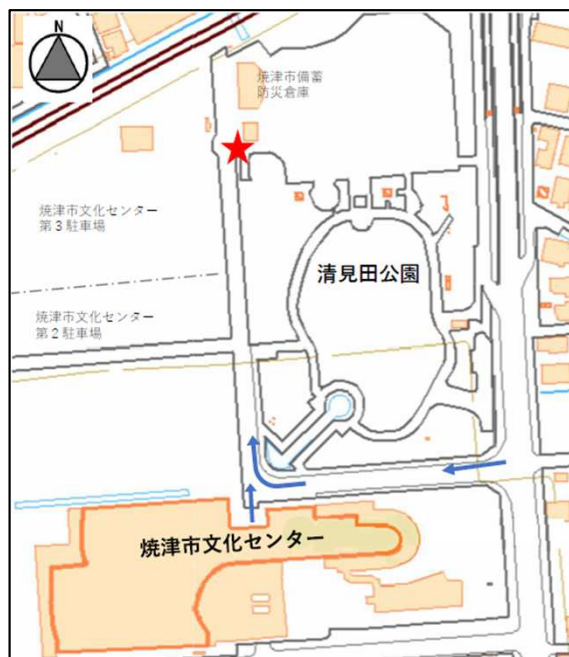 N
焼津市備蓄
防災倉庫
焼津市文化センター
第3駐車場
清見田公園
焼津市文化センター
第2駐車場
焼津市文化センター